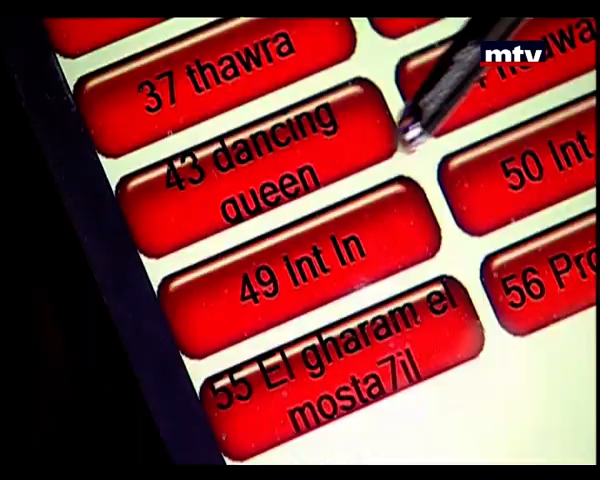 mtv
37 thawra
43 dancing
queen
50 Int
49 Int In
56 Pro
55 El gharam el
mosta7il